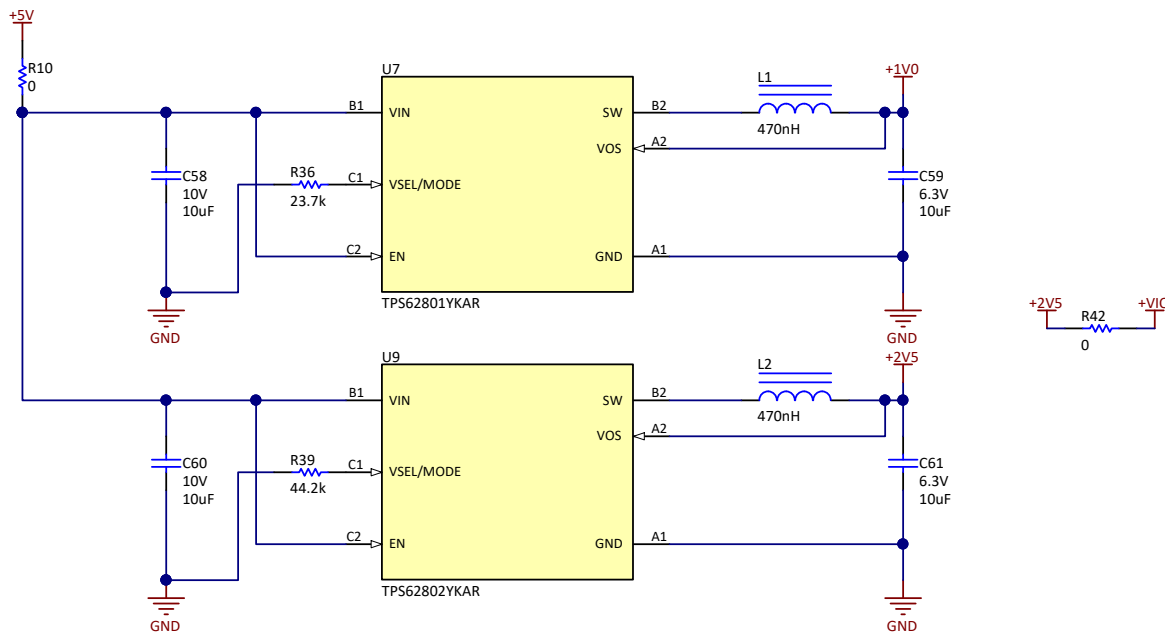 +5V
R10
0
U7
B1
VIN
C58
10V
10uF
R36
23.7k
C1
VSEL/MODE
C2
EN
SW
B2
VOS
A2
GND
A1
TPS62801YKAR
L1
470nH
+1V0
C59
6.3V
10uF
GND
GND
+2V5
R42
0
U9
B1
VIN
C60
10V
10uF
R39
44.2k
C1
VSEL/MODE
C2
EN
SW
B2
VOS
A2
GND
A1
TPS62802YKAR
L2
470nH
+2V5
C61
6.3V
10uF
GND
GND